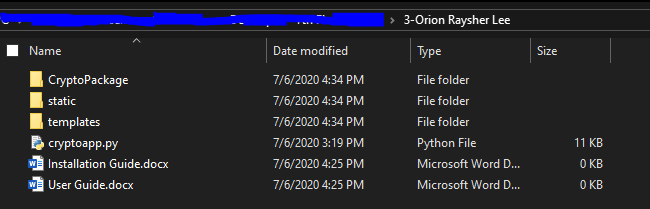 3-Orion Raysher Lee
Name Date modified Type Size
CryptoPackage 7/6/2020 4:34 PM File folder
static 7/6/2020 4:34 PM File folder
templates 7/6/2020 4:34 PM File folder
cryptoapp.py 7/6/2020 3:19 PM Python File 11 KB
Installation Guide.docx 7/6/2020 4:25 PM Microsoft Word D... 0 KB
User Guide.docx 7/6/2020 4:25 PM Microsoft Word D... 0 KB